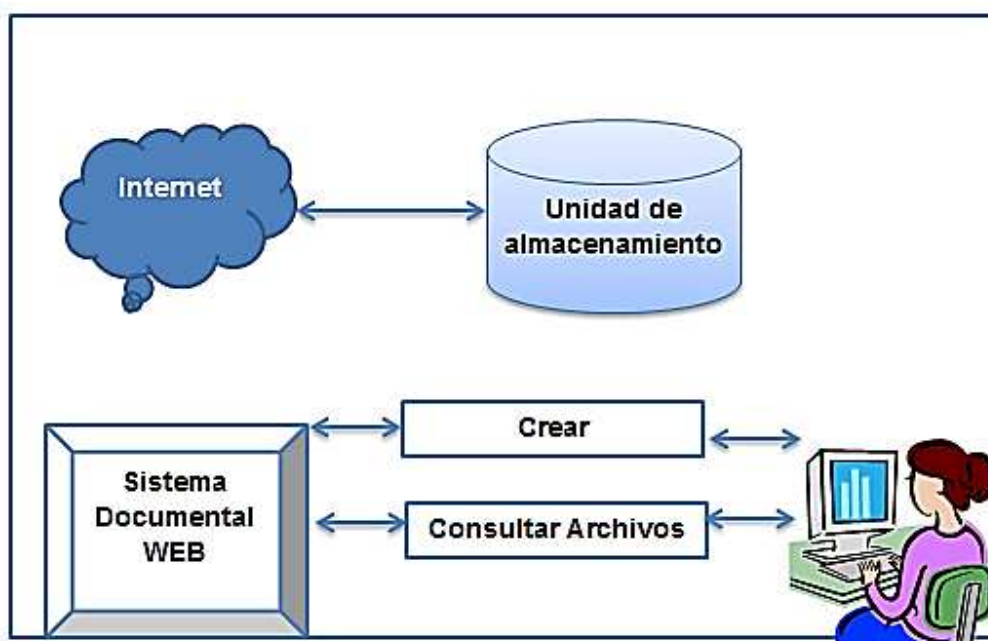 Internet
Unidad de
almacenamiento
Crear
Sistema
Documental
WEB
Consultar Archivos